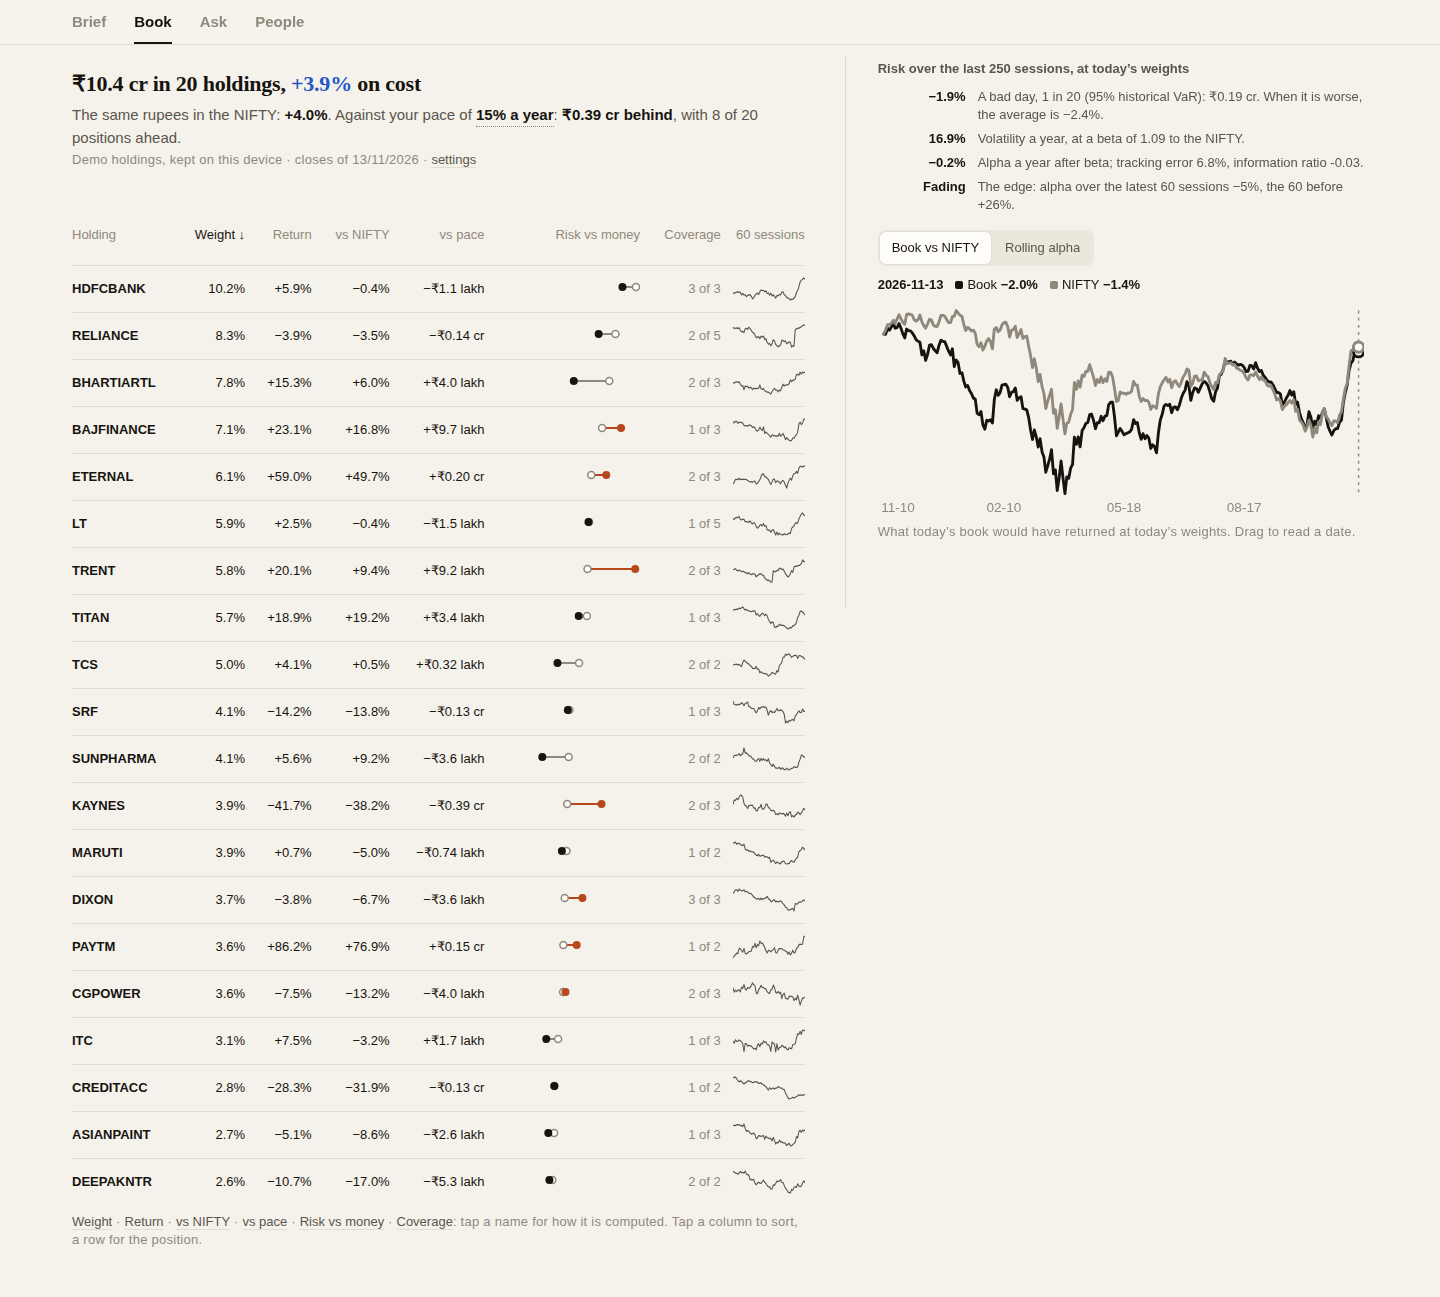 Brief Book Ask People
₹10.4 cr in 20 holdings, +3.9% on cost
The same rupees in the NIFTY: +4.0%. Against your pace of 15% a year: ₹0.39 cr behind, with 8 of 20
positions ahead.
Demo holdings, kept on this device · closes of 13/11/2026 · settings
Holding Weight ↓ Return vs NIFTY vs pace Risk vs money Coverage 60 sessions
HDFCBANK 10.2% +5.9% −0.4% −₹1.1 lakh 3 of 3
RELIANCE 8.3% −3.9% −3.5% −₹0.14 cr 2 of 5
BHARTIARTL 7.8% +15.3% +6.0% +₹4.0 lakh 2 of 3
BAJFINANCE 7.1% +23.1% +16.8% +₹9.7 lakh 1 of 3
ETERNAL 6.1% +59.0% +49.7% +₹0.20 cr 2 of 3
LT 5.9% +2.5% −0.4% −₹1.5 lakh 1 of 5
TRENT 5.8% +20.1% +9.4% +₹9.2 lakh 2 of 3
TITAN 5.7% +18.9% +19.2% +₹3.4 lakh 1 of 3
TCS 5.0% +4.1% +0.5% +₹0.32 lakh 2 of 2
SRF 4.1% −14.2% −13.8% −₹0.13 cr 1 of 3
SUNPHARMA 4.1% +5.6% +9.2% −₹3.6 lakh 2 of 2
KAYNES 3.9% −41.7% −38.2% −₹0.39 cr 2 of 3
MARUTI 3.9% +0.7% −5.0% −₹0.74 lakh 1 of 2
DIXON 3.7% −3.8% −6.7% −₹3.6 lakh 3 of 3
PAYTM 3.6% +86.2% +76.9% +₹0.15 cr 1 of 2
CGPOWER 3.6% −7.5% −13.2% −₹4.0 lakh 2 of 3
ITC 3.1% +7.5% −3.2% +₹1.7 lakh 1 of 3
CREDITACC 2.8% −28.3% −31.9% −₹0.13 cr 1 of 2
ASIANPAINT 2.7% −5.1% −8.6% −₹2.6 lakh 1 of 3
DEEPAKNTR 2.6% −10.7% −17.0% −₹5.3 lakh 2 of 2
Weight · Return · vs NIFTY · vs pace · Risk vs money · Coverage: tap a name for how it is computed. Tap a column to sort,
a row for the position.
Risk over the last 250 sessions, at today’s weights
−1.9% A bad day, 1 in 20 (95% historical VaR): ₹0.19 cr. When it is worse,
the average is −2.4%.
16.9% Volatility a year, at a beta of 1.09 to the NIFTY.
−0.2% Alpha a year after beta; tracking error 6.8%, information ratio -0.03.
Fading The edge: alpha over the latest 60 sessions −5%, the 60 before
+26%.
Book vs NIFTY Rolling alpha
2026-11-13 Book −2.0% NIFTY −1.4%
11-10 02-10 05-18 08-17
What today’s book would have returned at today’s weights. Drag to read a date.